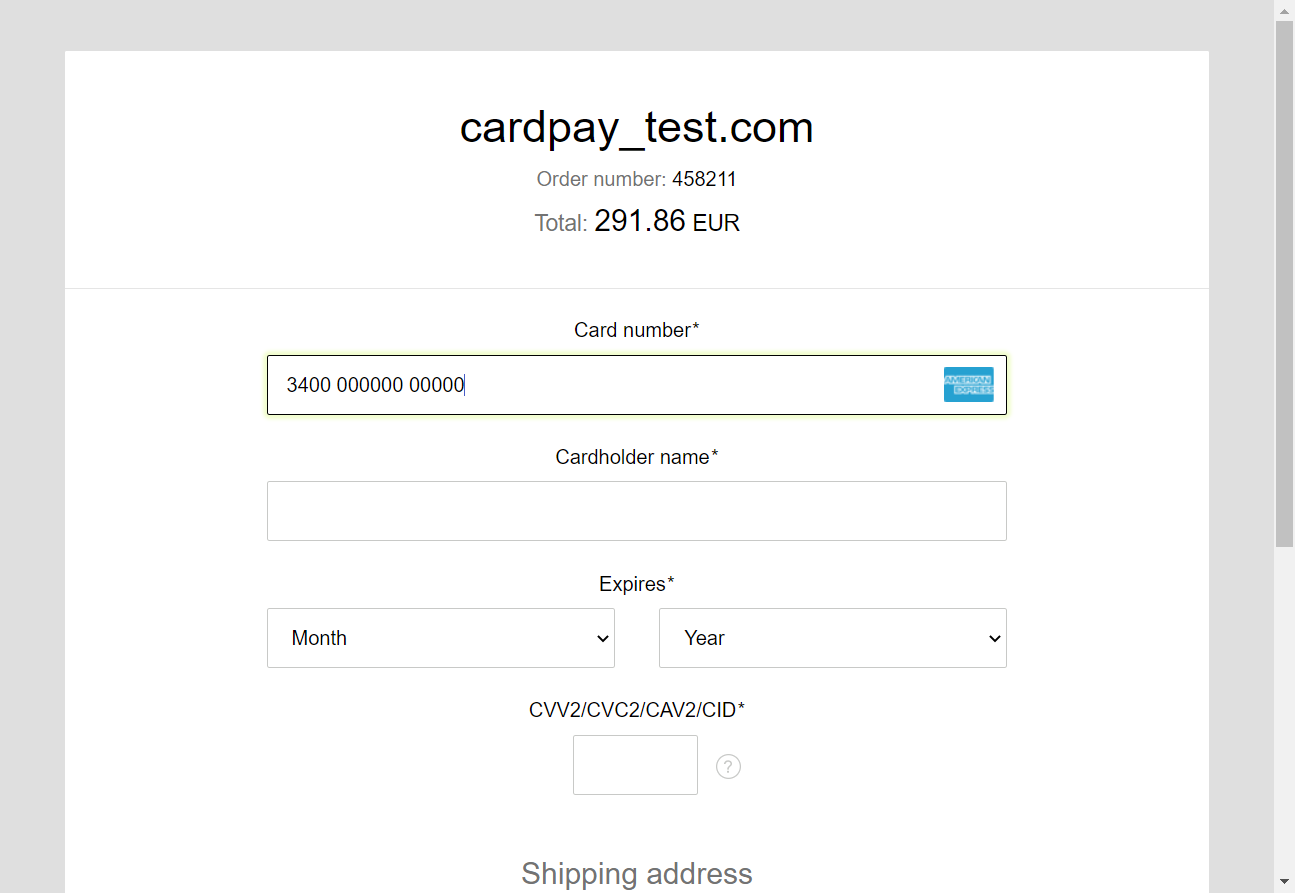 cardpay_test.com
Order number: 458211
Total: 291.86 EUR
Card number*
3400 000000 00000
AMERICAN
EXPRESS
Cardholder name*
Expires*
Month
Year
CVV2/CVC2/CAV2/CID*
?
Shipping address